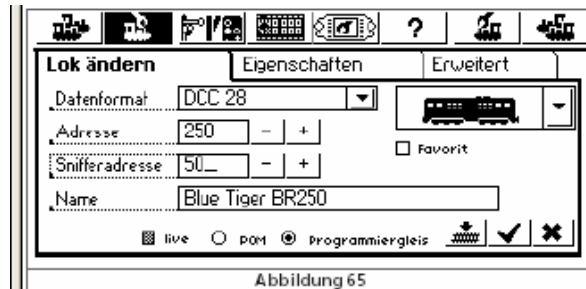 ?
Lok ändern Eigenschaften Erweitert
Datenformat DCC 28
Adresse 250 - +
Favorit
Snifferadresse 50_ - +
Name Blue Tiger BR250
live POM Programmiergleis
Abbildung 65